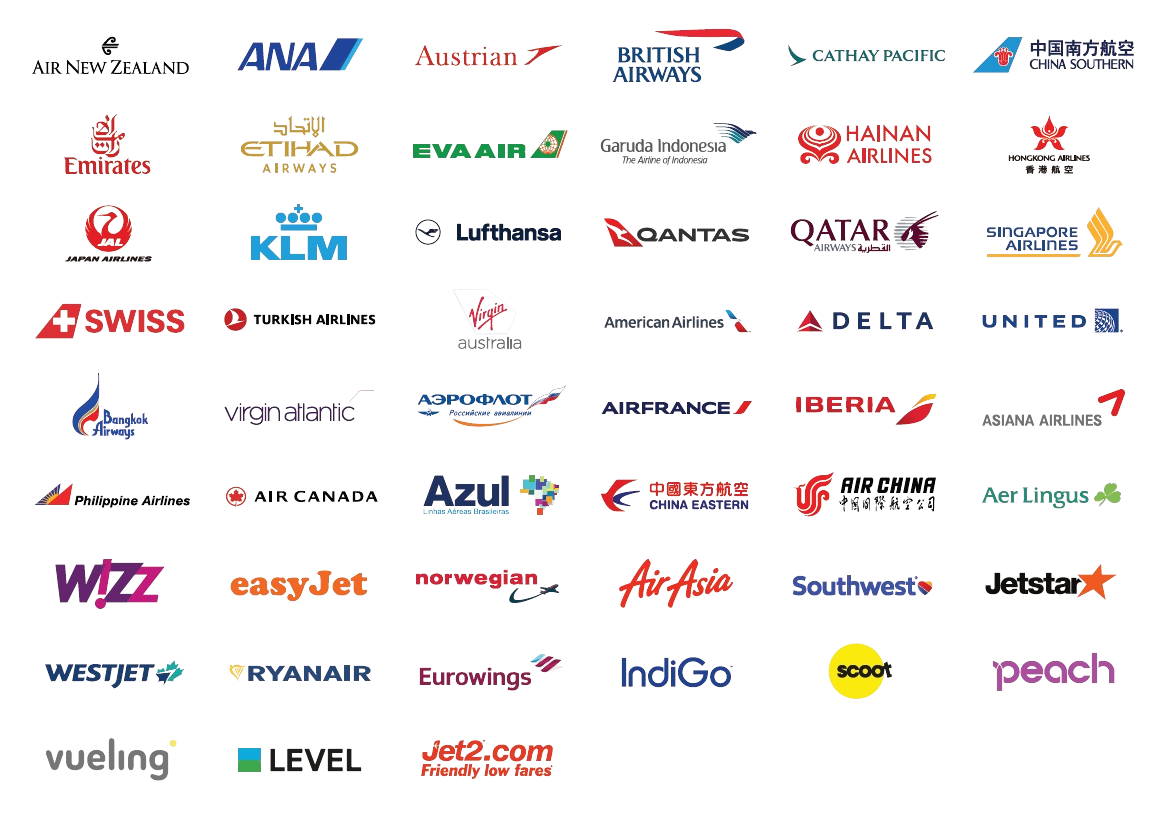 AIR NEW ZEALAND
ANA
Austrian
BRITISH
AIRWAYS
CATHAY PACIFIC
中国南方航空
CHINA SOUTHERN
Emirates
الإتحاد
ETIHAD
AIRWAYS
EVA AIR
Garuda Indonesia
The Airline of Indonesia
HAINAN
AIRLINES
HONGKONG AIRLINES
香港航空
JAL
JAPAN AIRLINES
KLM
Lufthansa
QANTAS
QATAR
AIRWAYS القطرية
SINGAPORE
AIRLINES
SWISS
TURKISH AIRLINES
Virgin
australia
American Airlines
DELTA
UNITED
Bangkok
Airways
virgin atlantic
АЭРОФЛОТ
Российские авиалинии
AIRFRANCE
IBERIA
ASIANA AIRLINES
Philippine Airlines
AIR CANADA
Azul
Linhas Aéreas Brasileiras
中國東方航空
CHINA EASTERN
AIR CHINA
中国国际航空公司
Aer Lingus
W!ZZ
easyJet
norwegian
AirAsia
Southwest
Jetstar
WESTJET
RYANAIR
Eurowings
IndiGo
scoot
peach
vueling
LEVEL
Jet2.com
Friendly low fares